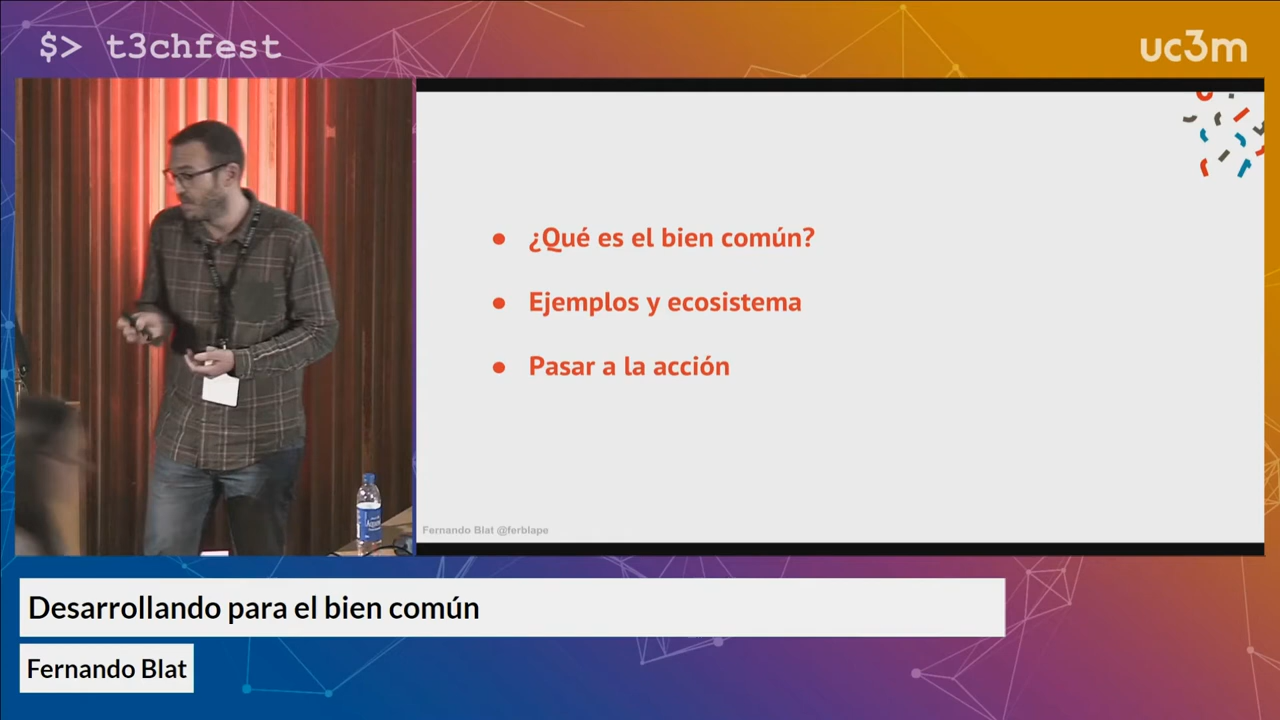 $> t3chfest
uc3m
• ¿Qué es el bien común?
• Ejemplos y ecosistema
• Pasar a la acción
Fernando Blat @ferblape
Desarrollando para el bien común
Fernando Blat